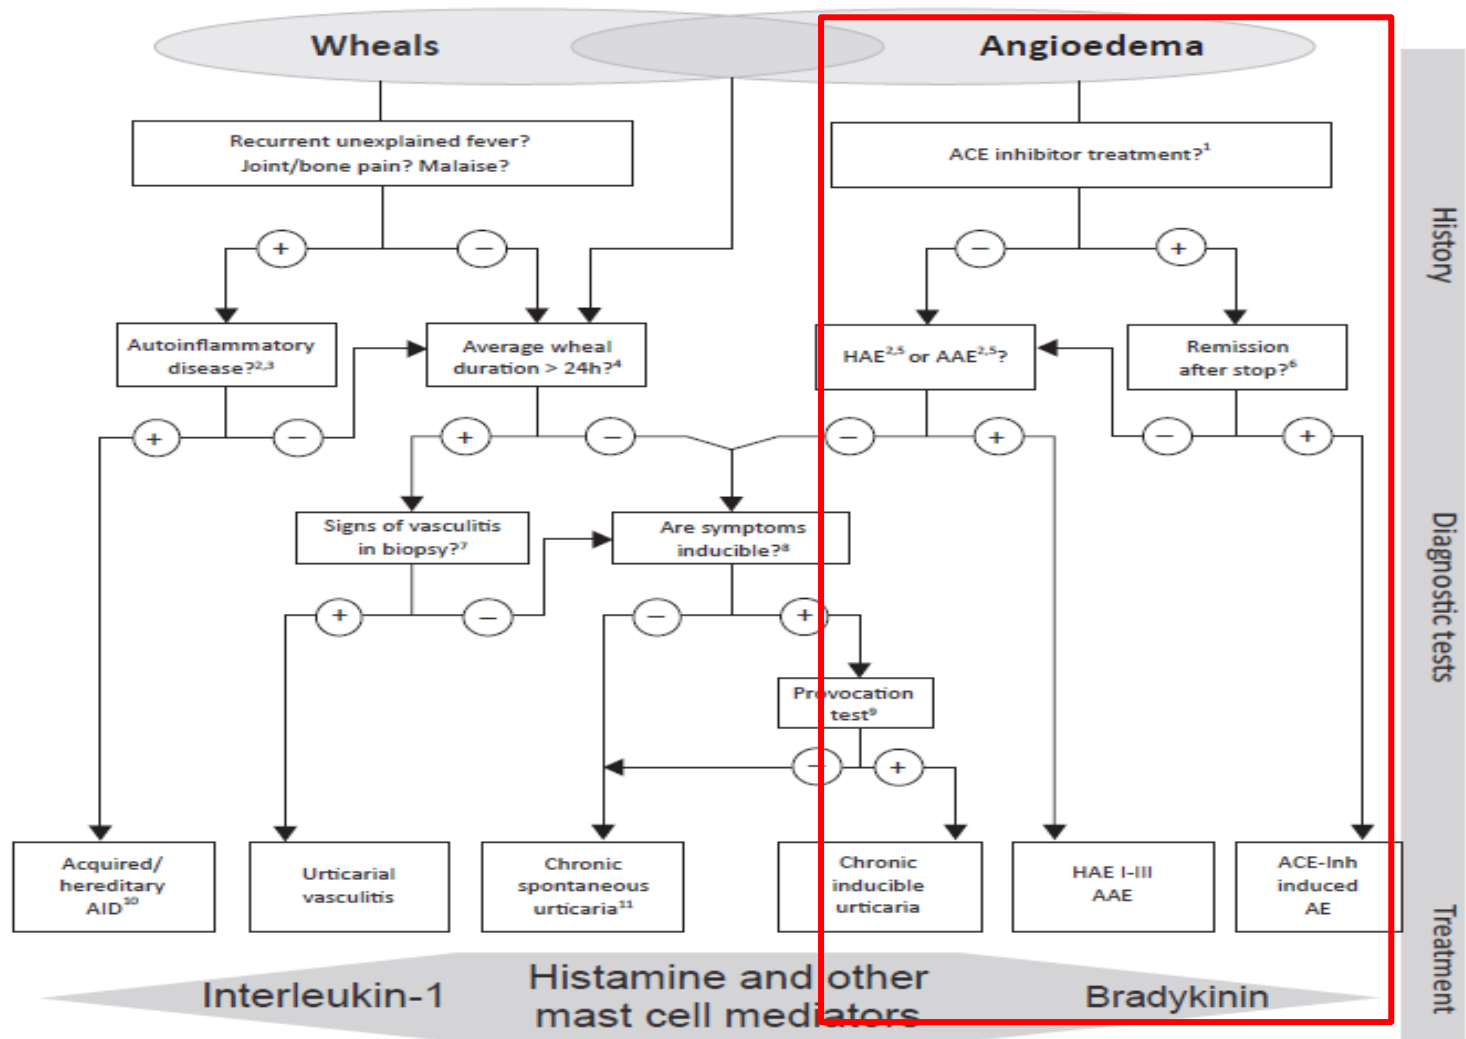 Wheals
Angioedema
Recurrent unexplained fever?
Joint/bone pain? Malaise?
ACE inhibitor treatment?¹
+
−
−
+
History
Autoinflammatory
disease?²,³
Average wheal
duration > 24h?⁴
HAE²,⁵ or AAE²,⁵?
Remission
after stop?⁶
+
−
+
−
−
+
−
+
Signs of vasculitis
in biopsy?⁷
Are symptoms
inducible?⁸
Diagnostic tests
+
−
−
+
Provocation
test⁹
−
+
Acquired/
hereditary
AID¹⁰
Urticarial
vasculitis
Chronic
spontaneous
urticaria¹¹
Chronic
inducible
urticaria
HAE I-III
AAE
ACE-Inh
induced
AE
Treatment
Interleukin-1
Histamine and other
mast cell mediators
Bradykinin